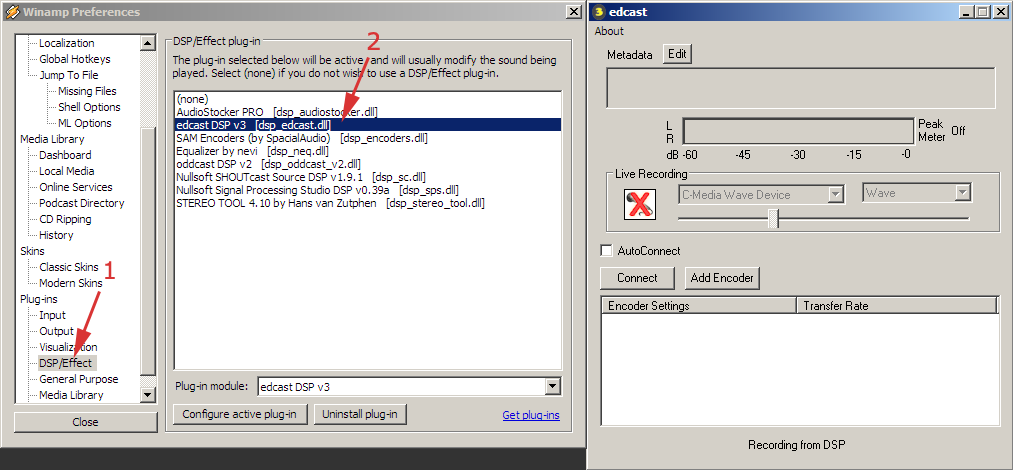 Winamp Preferences
Localization
Global Hotkeys
Jump To File
Missing Files
Shell Options
ML Options
Media Library
Dashboard
Local Media
Online Services
Podcast Directory
CD Ripping
History
Skins
Classic Skins
Modern Skins
1
Plug-ins
Input
Output
Visualization
DSP/Effect
General Purpose
Media Library
Close
DSP/Effect plug-in
2
The plug-in selected below will be active and will usually modify the sound being
played. Select (none) if you do not wish to use a DSP/Effect plug-in.
(none)
AudioStocker PRO [dsp_audiostocker.dll]
edcast DSP v3 [dsp_edcast.dll]
SAM Encoders (by SpacialAudio) [dsp_encoders.dll]
Equalizer by nevi [dsp_neq.dll]
oddcast DSP v2 [dsp_oddcast_v2.dll]
Nullsoft SHOUTcast Source DSP v1.9.1 [dsp_sc.dll]
Nullsoft Signal Processing Studio DSP v0.39a [dsp_sps.dll]
STEREO TOOL 4.10 by Hans van Zutphen [dsp_stereo_tool.dll]
Plug-in module: edcast DSP v3
Configure active plug-in Uninstall plug-in Get plug-ins
3 edcast
About
Metadata Edit
L
R
Peak
Meter Off
dB -60 -30 -15 -0
Live Recording
C-Media Wave Device Wave
AutoConnect
Connect Add Encoder
Encoder Settings Transfer Rate
Recording from DSP